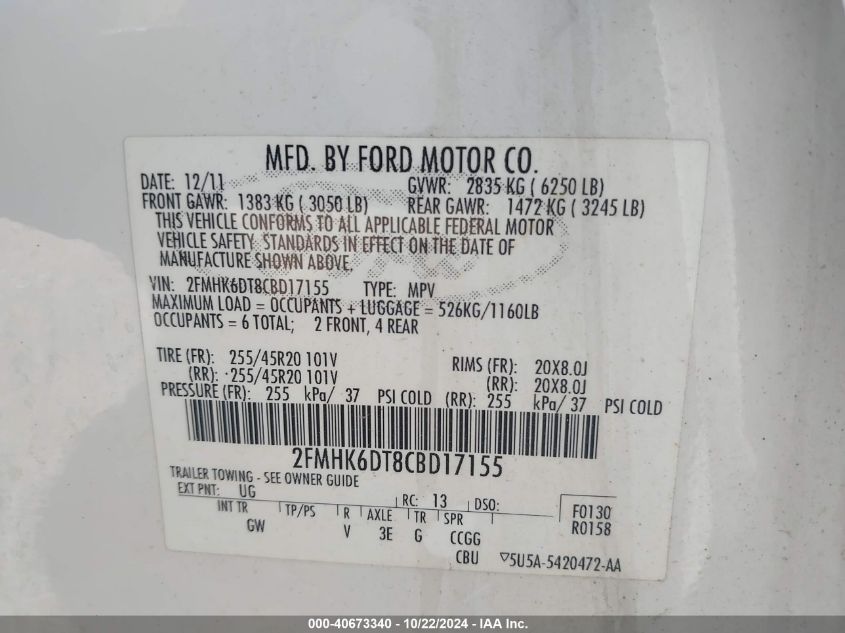 MFD. BY FORD MOTOR CO.
DATE: 12/11 GVWR: 2835 KG ( 6250 LB)
FRONT GAWR: 1383 KG ( 3050 LB) REAR GAWR: 1472 KG ( 3245 LB)
THIS VEHICLE CONFORMS TO ALL APPLICABLE FEDERAL MOTOR
VEHICLE SAFETY STANDARDS IN EFFECT ON THE DATE OF
MANUFACTURE SHOWN ABOVE.
VIN: 2FMHK6DT8CBD17155 TYPE: MPV
MAXIMUM LOAD = OCCUPANTS + LUGGAGE = 526KG/1160LB
OCCUPANTS = 6 TOTAL; 2 FRONT, 4 REAR
TIRE (FR): 255/45R20 101V RIMS (FR): 20X8.0J
(RR): 255/45R20 101V (RR): 20X8.0J
PRESSURE (FR): 255 kPa/ 37 PSI COLD (RR): 255 kPa/ 37 PSI COLD
2FMHK6DT8CBD17155
TRAILER TOWING - SEE OWNER GUIDE
EXT PNT: UG RC: 13 DSO: F0130
INT TR TP/PS R AXLE TR SPR R0158
GW V 3E G CCGG
CBU ▽5U5A-5420472-AA
000-40673340 - 10/22/2024 - IAA Inc.